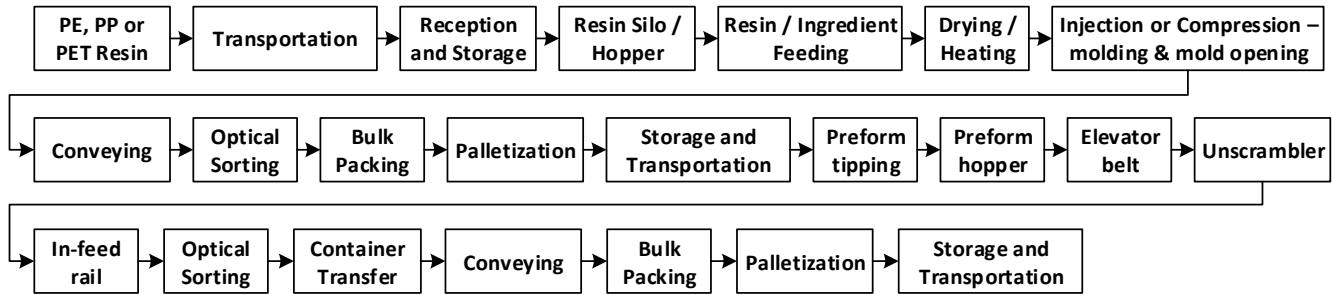 PE, PP or
PET Resin
Transportation
Reception
and Storage
Resin Silo /
Hopper
Resin / Ingredient
Feeding
Drying /
Heating
Injection or Compression –
molding & mold opening
Conveying
Optical
Sorting
Bulk
Packing
Palletization
Storage and
Transportation
Preform
tipping
Preform
hopper
Elevator
belt
Unscrambler
In-feed
rail
Optical
Sorting
Container
Transfer
Conveying
Bulk
Packing
Palletization
Storage and
Transportation